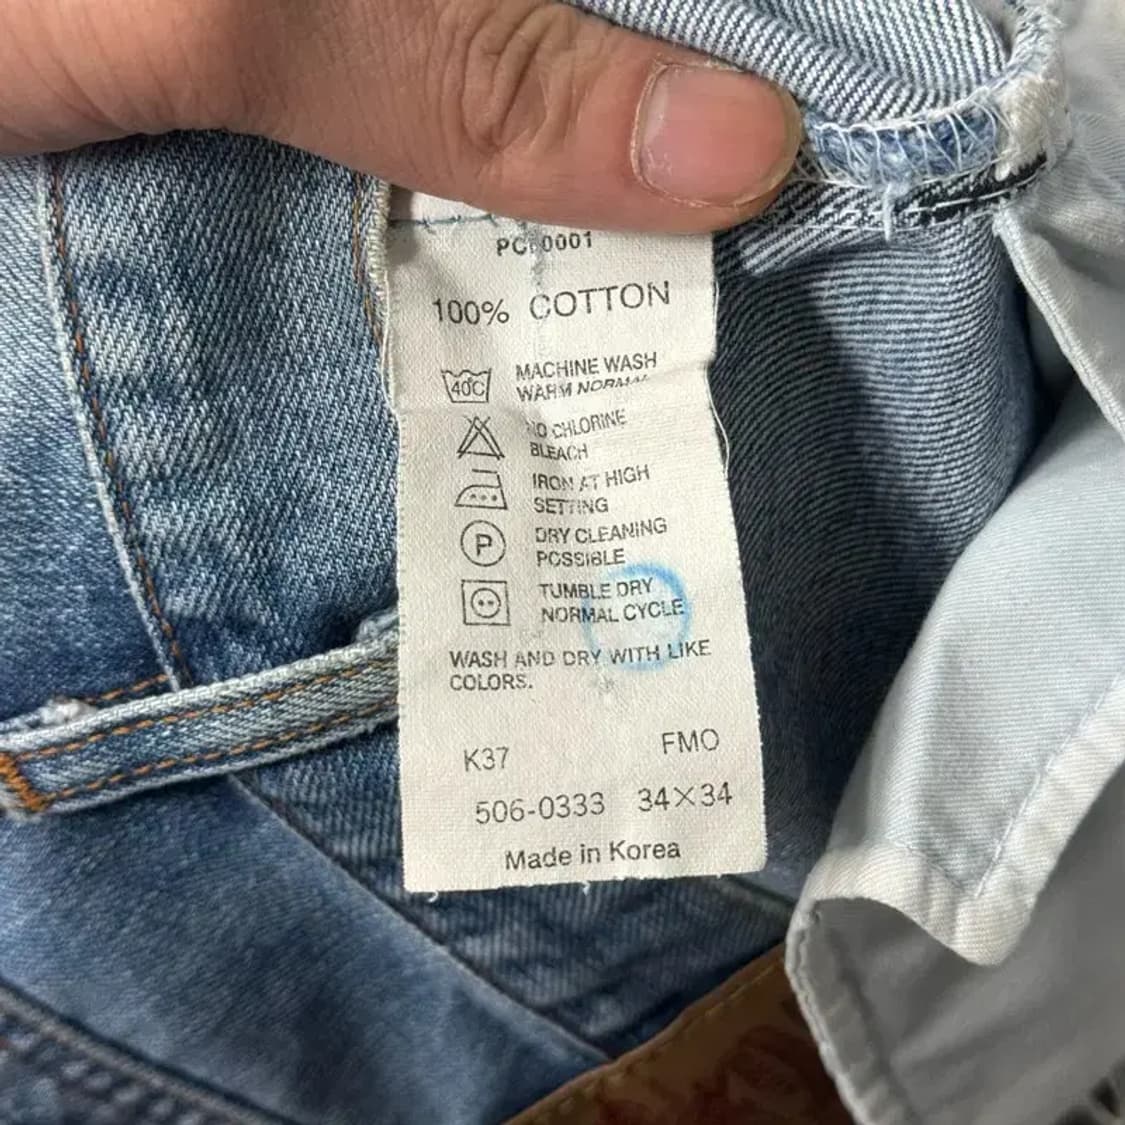 100% COTTON
40°C
MACHINE WASH
WARM NORMAL
NO CHLORINE
BLEACH
IRON AT HIGH
SETTING
P
DRY CLEANING
POSSIBLE
TUMBLE DRY
NORMAL CYCLE
WASH AND DRY WITH LIKE
COLORS.
K37 FMO
506-0333 34×34
Made in Korea